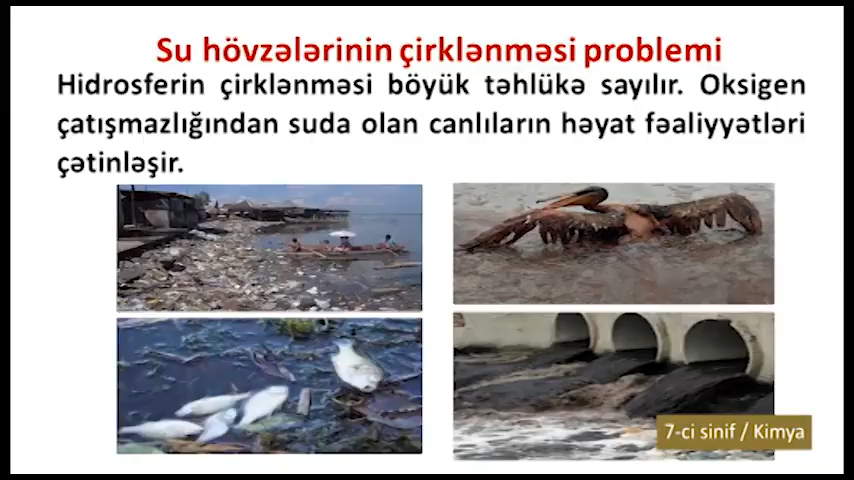 Su hövzələrinin çirklənməsi problemi
Hidrosferin çirklənməsi böyük təhlükə sayılır. Oksigen
çatışmazlığından suda olan canlıların həyat fəaliyyətləri
çətinləşir.
7-ci sinif / Kimya